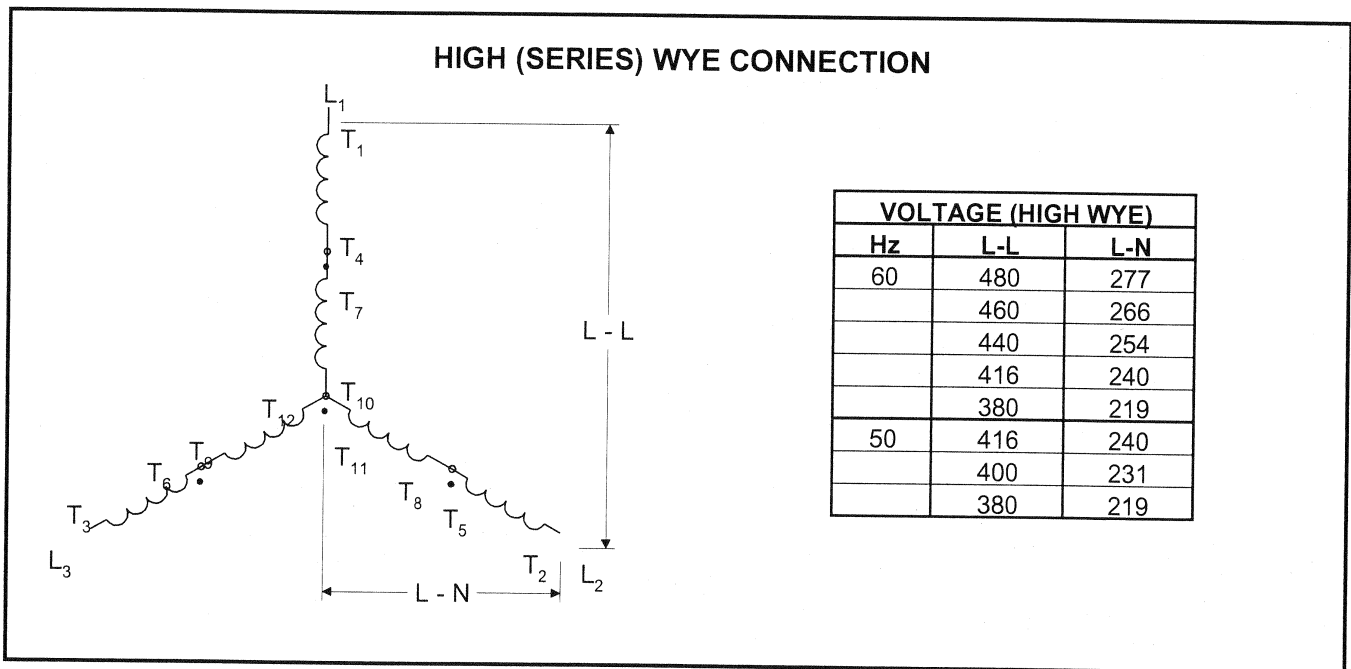 HIGH (SERIES) WYE CONNECTION
L1
T1
T4
T7
L - L
T10
T12
T11
T9
T6
T8
T3
T5
L3
T2
L2
L - N
VOLTAGE (HIGH WYE)
Hz L-L L-N
60 480 277
460 266
440 254
416 240
380 219
50 416 240
400 231
380 219